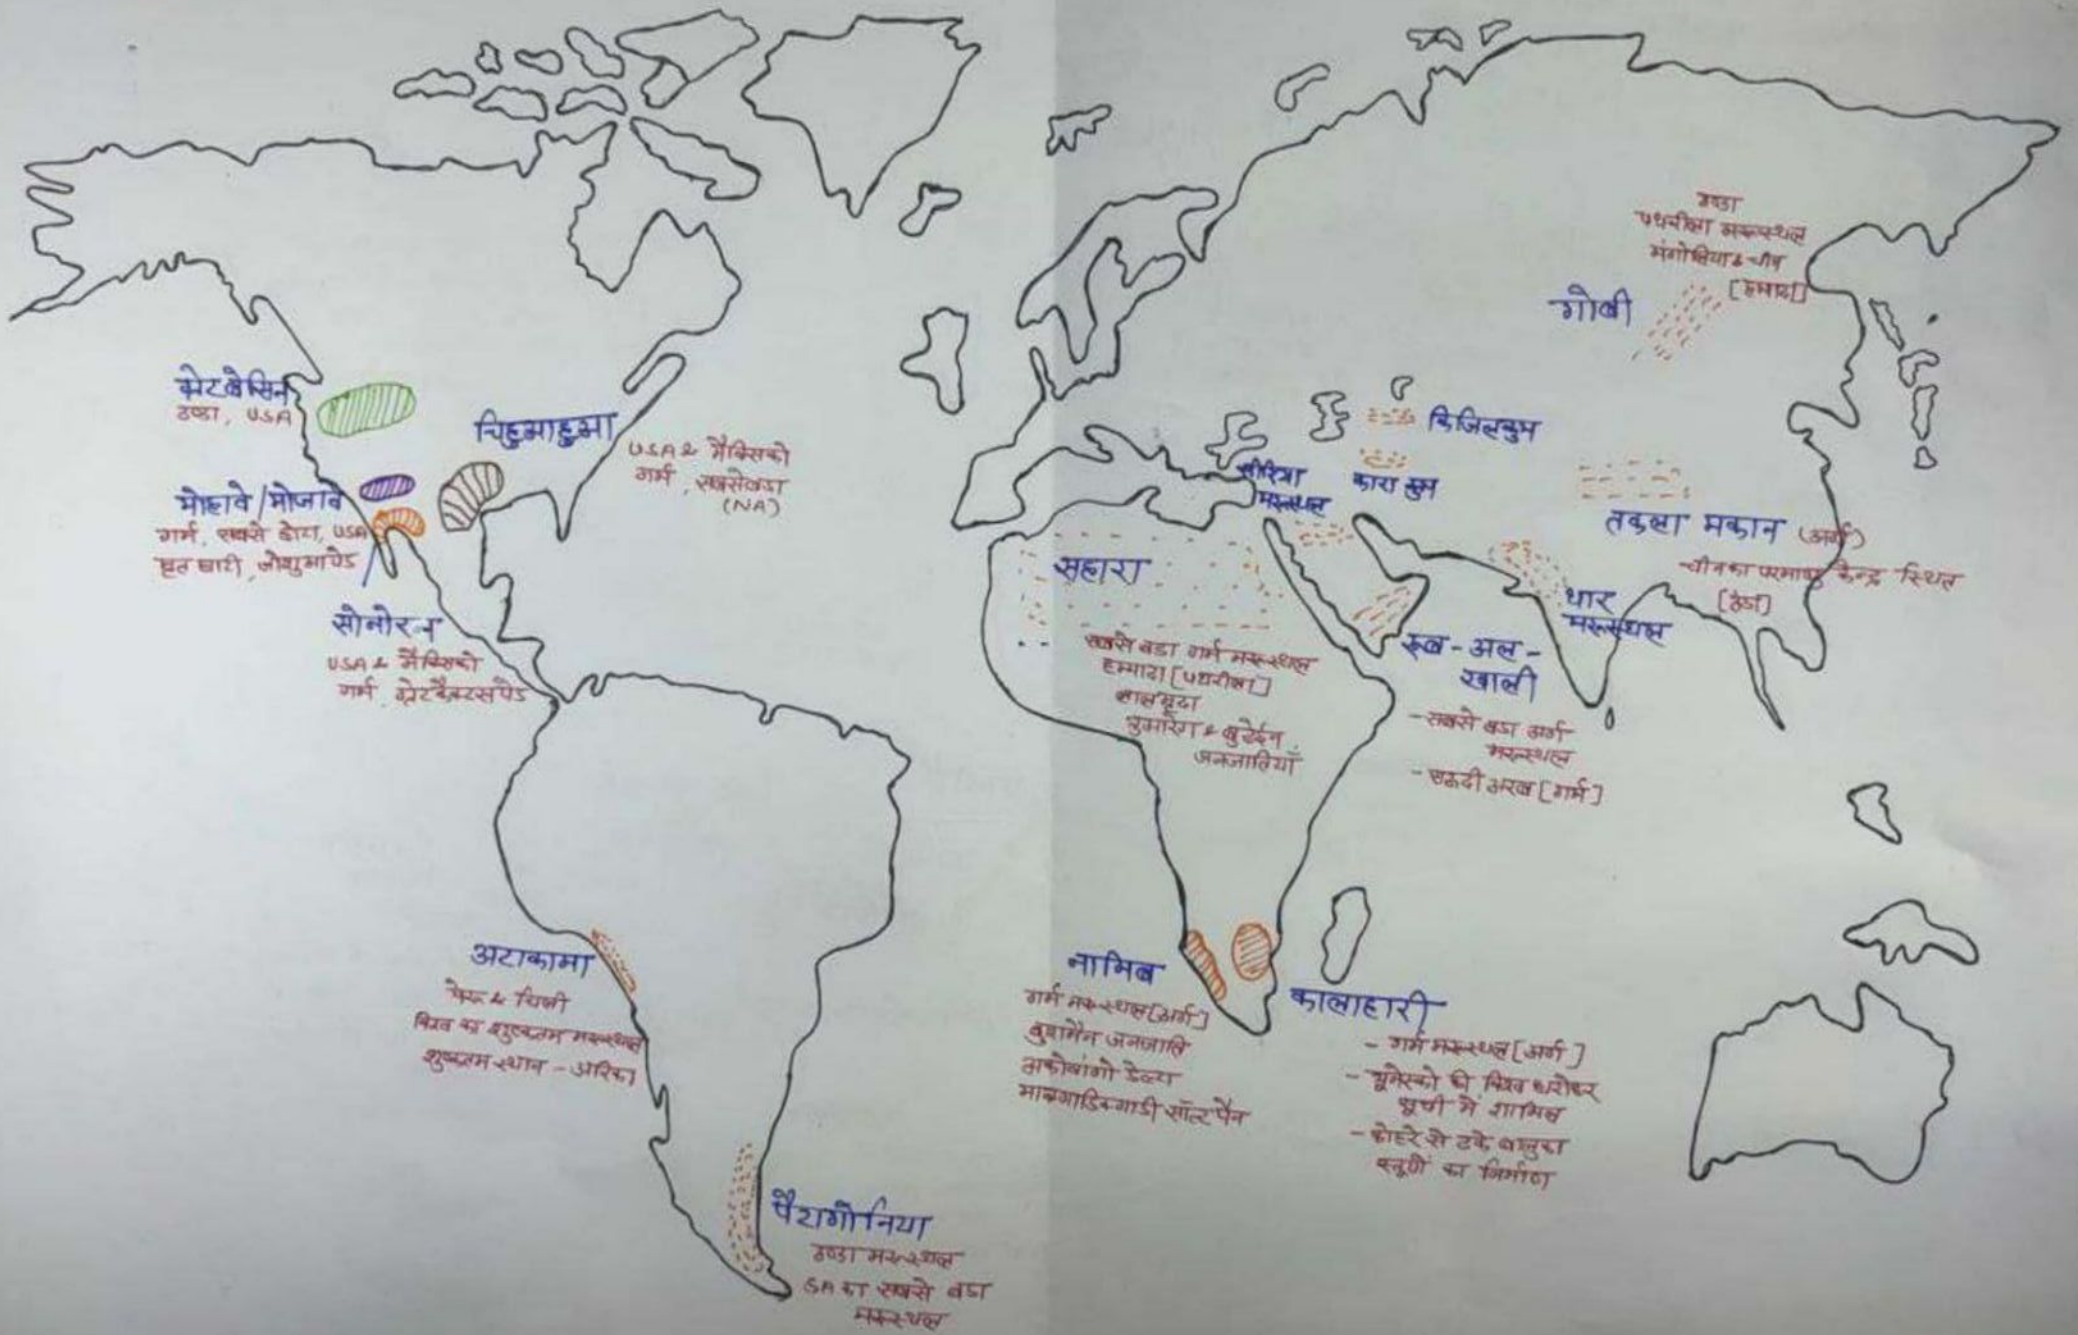 ग्रेट बेसिन
ठण्डा, USA
चिहुआहुआ
USA & मैक्सिको
गर्म, सबसे बड़ा
(NA)
मोहावे/मोजावे
गर्म, सबसे छोटा, USA
मृत घाटी, जोशुआ पेड
सोनोरन
USA & मैक्सिको
गर्म, ग्रेट कैक्टस पेड
अटाकामा
पेरू & चिली
विश्व का शुष्कतम मरूस्थल
शुष्कतम स्थान - अरिका
पैटागोनिया
ठण्डा मरूस्थल
SA का सबसे बडा
मरूस्थल
ठण्डा
पथरीला मरूस्थल
मंगोलिया & चीन
[हमादा]
गोबी
किजिलकुम
कारा कुम
सीरिया
मरूस्थल
तकला मकान (अर्ग)
चीन का परमाणु केन्द्र स्थित
[ठंडा]
थार
मरूस्थल
सहारा
सबसे बडा गर्म मरूस्थल
हम्मादा [पथरीला]
लाल मृदा
तुआरेग & बुदेईन
जनजातियाँ
रूब-अल-
खाली
- सबसे बडा अर्ग
मरूस्थल
- सऊदी अरब [गर्म]
नामिब
गर्म मरूस्थल [अर्ग]
बुशमैन जनजाति
ओकोवांगो डेल्टा
माकगाडिकगाडी सॉल्ट पैन
कालाहारी
- गर्म मरूस्थल [अर्ग]
- यूनेस्को की विश्व धरोहर
सूची में शामिल
- कोहरे से ढके बालुका
स्तूपों का निर्माण